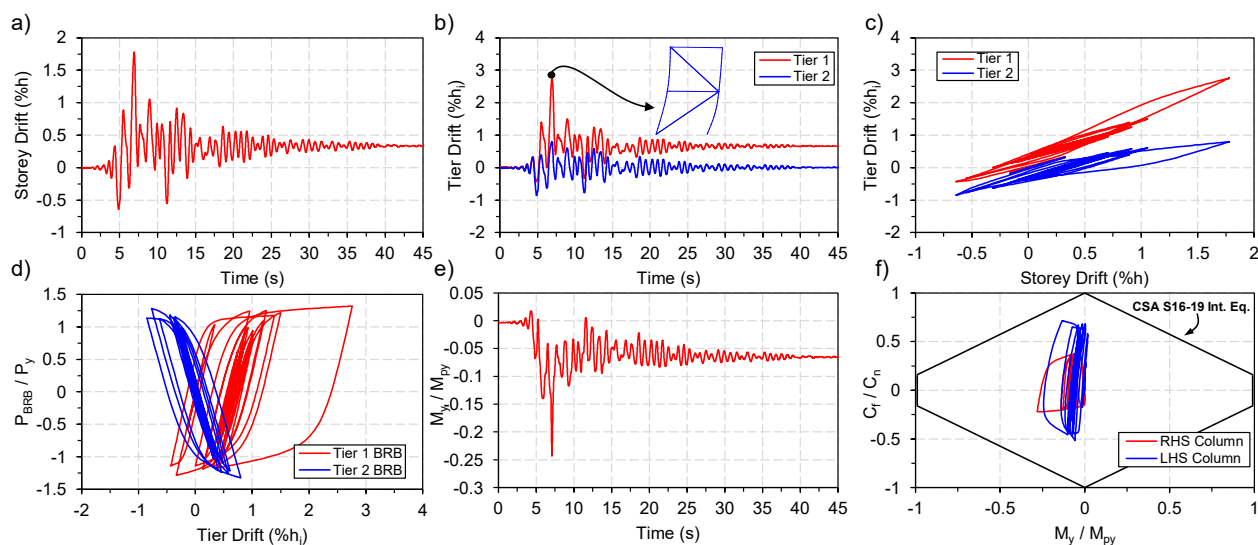 a)
Storey Drift (%h)
2
1.5
1
0.5
0
-0.5
-1
0 5 10 15 20 25 30 35 40 45
Time (s)
b)
Tier Drift (%hi)
4
3
2
1
0
-1
-2
Tier 1
Tier 2
0 5 10 15 20 25 30 35 40 45
Time (s)
c)
Tier Drift (%hi)
4
3
2
1
0
-1
-2
Tier 1
Tier 2
-1 -0.5 0 0.5 1 1.5 2
Storey Drift (%h)
d)
PBRB / Py
1.5
1
0.5
0
-0.5
-1
-1.5
Tier 1 BRB
Tier 2 BRB
-2 -1 0 1 2 3 4
Tier Drift (%hi)
e)
My / Mpy
0.05
0
-0.05
-0.1
-0.15
-0.2
-0.25
-0.3
0 5 10 15 20 25 30 35 40 45
Time (s)
f)
Cf / Cn
1
0.5
0
-0.5
-1
CSA S16-19 Int. Eq.
RHS Column
LHS Column
-1 -0.5 0 0.5 1
My / Mpy